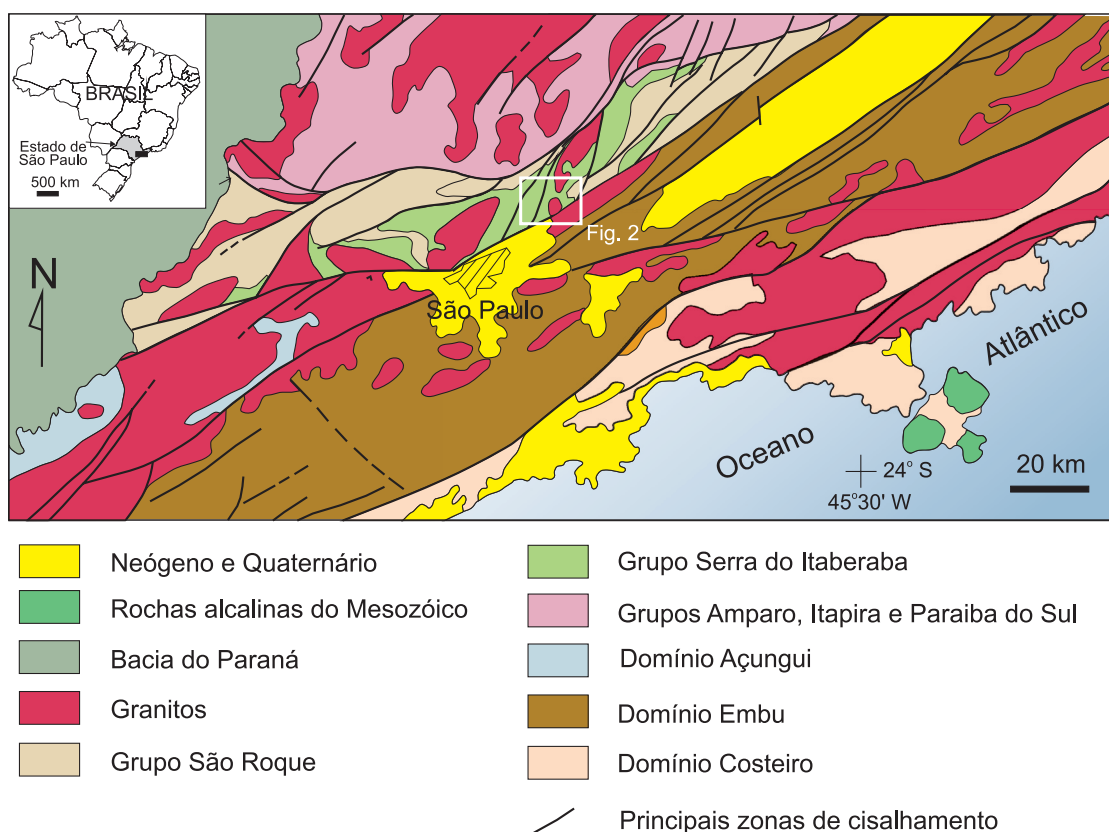 BRASIL
Estado de
São Paulo
500 km
N
Fig. 2
São Paulo
Atlântico
Oceano
24° S
45°30' W
20 km
Neógeno e Quaternário
Rochas alcalinas do Mesozóico
Bacia do Paraná
Granitos
Grupo São Roque
Grupo Serra do Itaberaba
Grupos Amparo, Itapira e Paraiba do Sul
Domínio Açungui
Domínio Embu
Domínio Costeiro
Principais zonas de cisalhamento